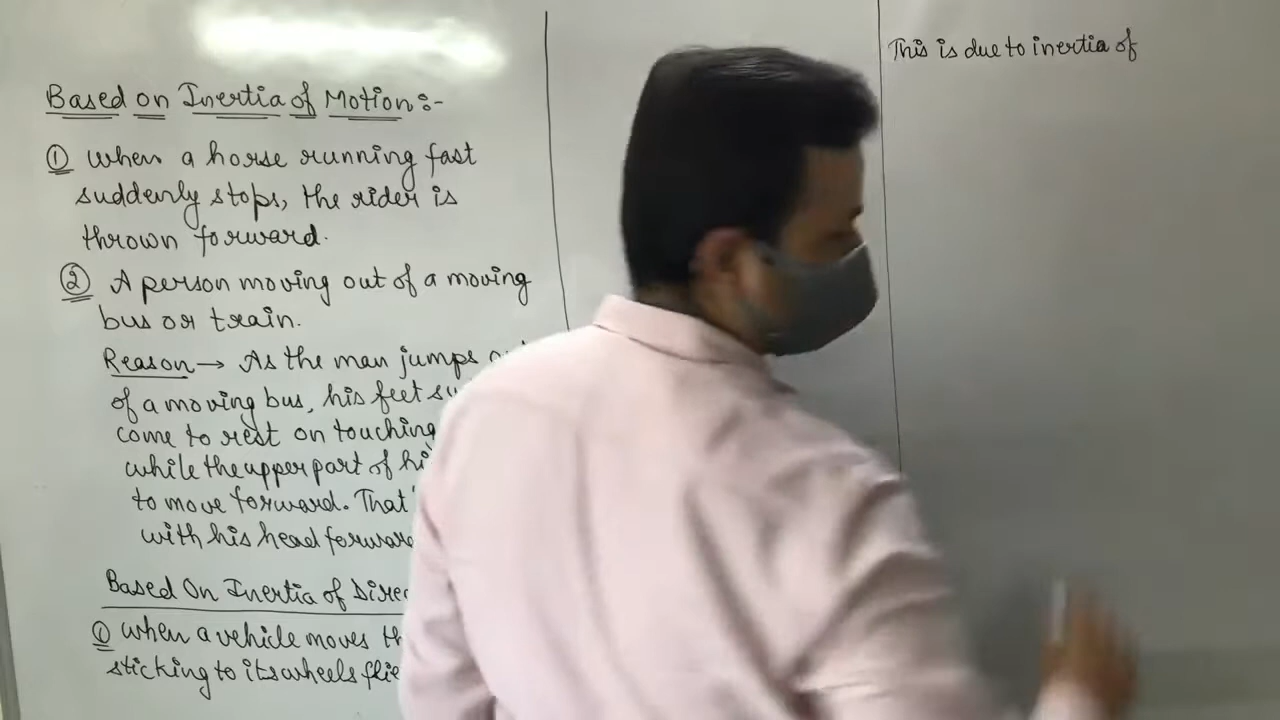 Based on Inertia of Motion:-
① When a horse running fast
suddenly stops, the rider is
thrown forward.
② A person moving out of a moving
bus or train.
Reason → As the man jumps
of a moving bus, his feet
come to rest on touching
while the upper part of
to move forward. That'
with his head forward
Based On Inertia of
① When a vehicle moves
sticking to its wheels
This is due to inertia of